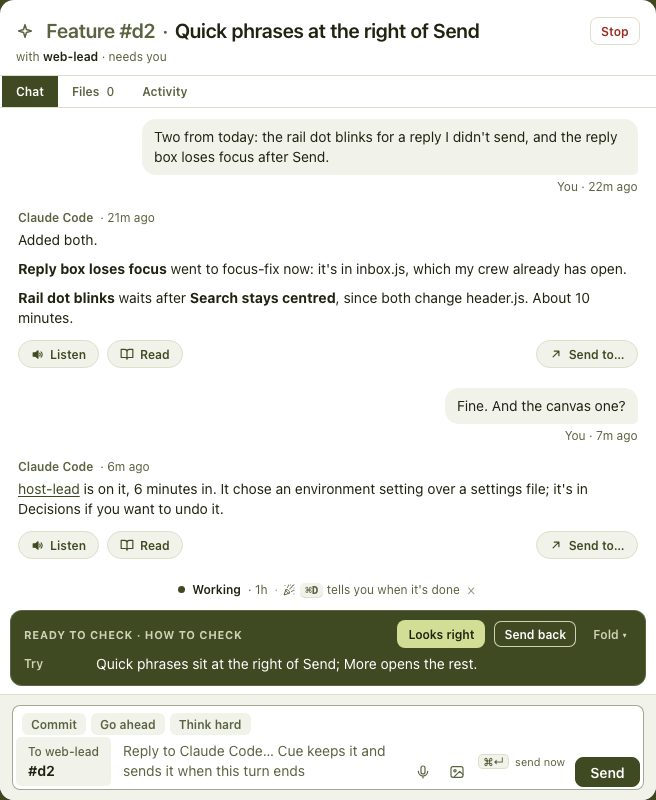 Feature #d2 · Quick phrases at the right of Send
Stop
with web-lead · needs you
Chat
Files 0
Activity
Two from today: the rail dot blinks for a reply I didn't send, and the reply
box loses focus after Send.
You · 22m ago
Claude Code · 21m ago
Added both.
Reply box loses focus went to focus-fix now: it's in inbox.js, which my crew already has open.
Rail dot blinks waits after Search stays centred, since both change header.js. About 10
minutes.
Listen
Read
Send to...
Fine. And the canvas one?
You · 7m ago
Claude Code · 6m ago
host-lead is on it, 6 minutes in. It chose an environment setting over a settings file; it's in
Decisions if you want to undo it.
Listen
Read
Send to...
Working · 1h · ⌘D tells you when it's done ×
READY TO CHECK · HOW TO CHECK
Looks right
Send back
Fold
Try
Quick phrases sit at the right of Send; More opens the rest.
Commit
Go ahead
Think hard
To web-lead
#d2
Reply to Claude Code... Cue keeps it and
sends it when this turn ends
⌘↵ send now
Send